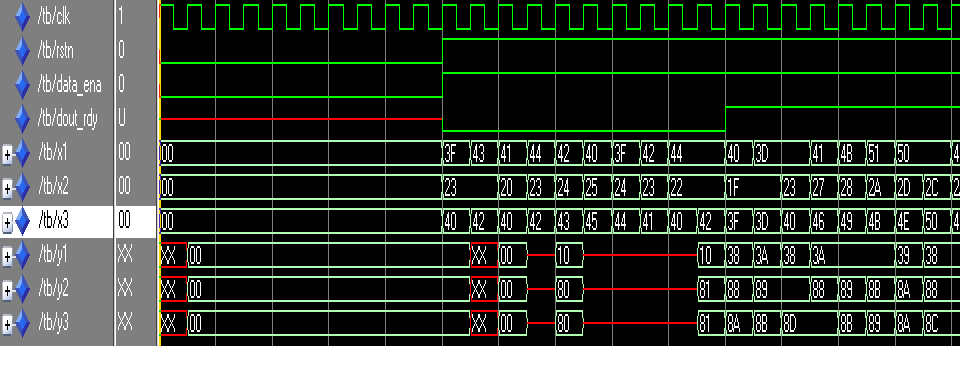 /tb/clk 1
/tb/rstn 0
/tb/data_ena 0
/tb/dout_rdy U
/tb/x1 00 00 3F 43 41 44 42 40 3F 42 44 40 3D 41 4B 51 50 4
/tb/x2 00 00 23 20 23 24 25 24 23 22 1F 23 27 28 2A 2D 2C 2
/tb/x3 00 00 40 42 40 42 43 45 44 41 40 42 3F 3D 40 46 49 4B 4E 50 4
/tb/y1 XX XX 00 XX 00 10 10 38 3A 38 3A 39 38
/tb/y2 XX XX 00 XX 00 80 81 88 89 88 89 8B 8A 88
/tb/y3 XX XX 00 XX 00 80 81 8A 8B 8D 8B 89 8A 8C